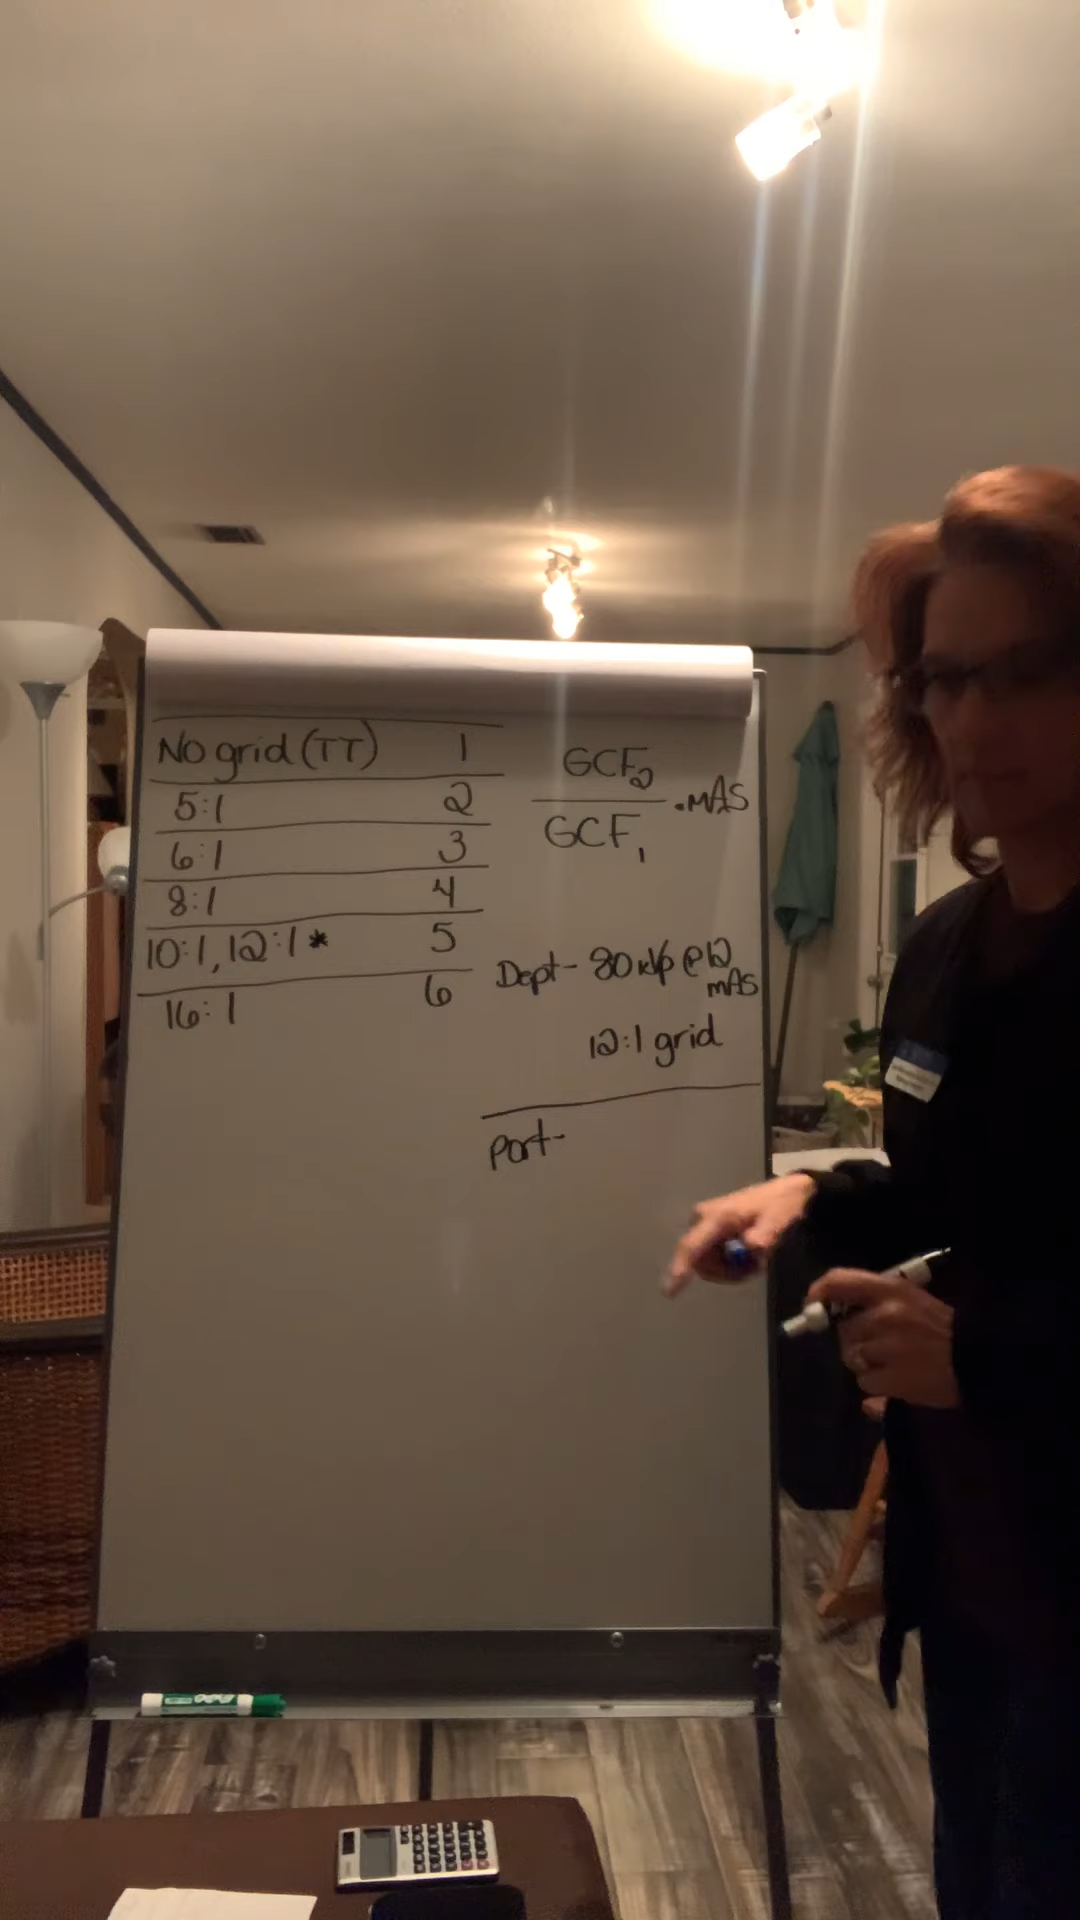 No grid (TT) 1
5:1 2
6:1 3
8:1 4
10:1, 12:1 * 5
16:1 6
GCF2
GCF1
.mAS
Dept- 80 kVp @ 12
mAS
12:1 grid
Port-